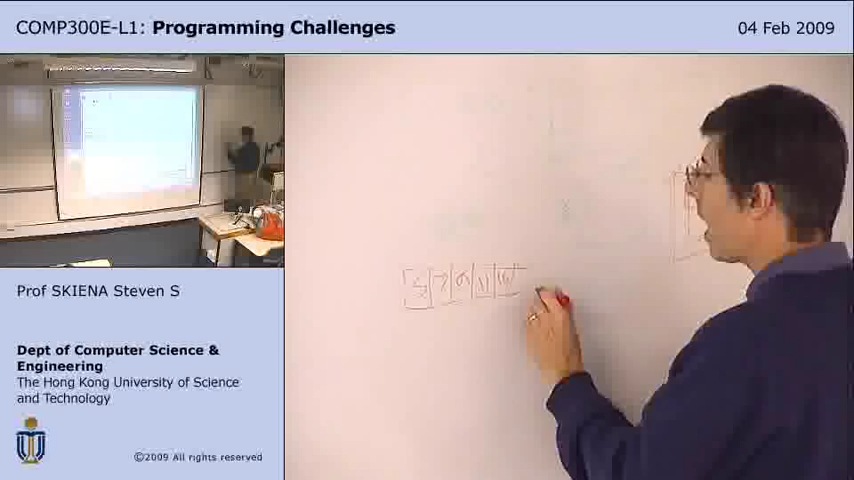 COMP300E-L1: Programming Challenges
04 Feb 2009
Prof SKIENA Steven S
Dept of Computer Science &
Engineering
The Hong Kong University of Science
and Technology
©2009 All rights reserved